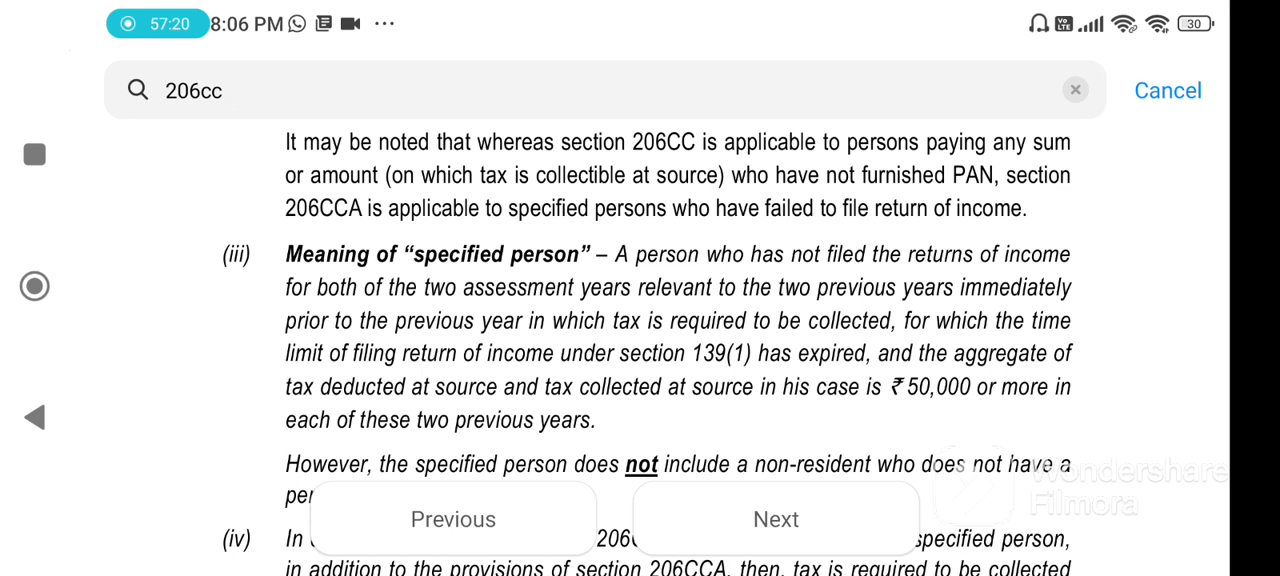 57:20 8:06 PM ... Vo LTE 30
206cc Cancel
It may be noted that whereas section 206CC is applicable to persons paying any sum
or amount (on which tax is collectible at source) who have not furnished PAN, section
206CCA is applicable to specified persons who have failed to file return of income.
(iii) Meaning of “specified person” – A person who has not filed the returns of income
for both of the two assessment years relevant to the two previous years immediately
prior to the previous year in which tax is required to be collected, for which the time
limit of filing return of income under section 139(1) has expired, and the aggregate of
tax deducted at source and tax collected at source in his case is ₹ 50,000 or more in
each of these two previous years.
However, the specified person does not include a non-resident who does not have a
Wondershare
Filmora
Previous Next
(iv) In specified person,
in addition to the provisions of section 206CCA, then, tax is required to be collected